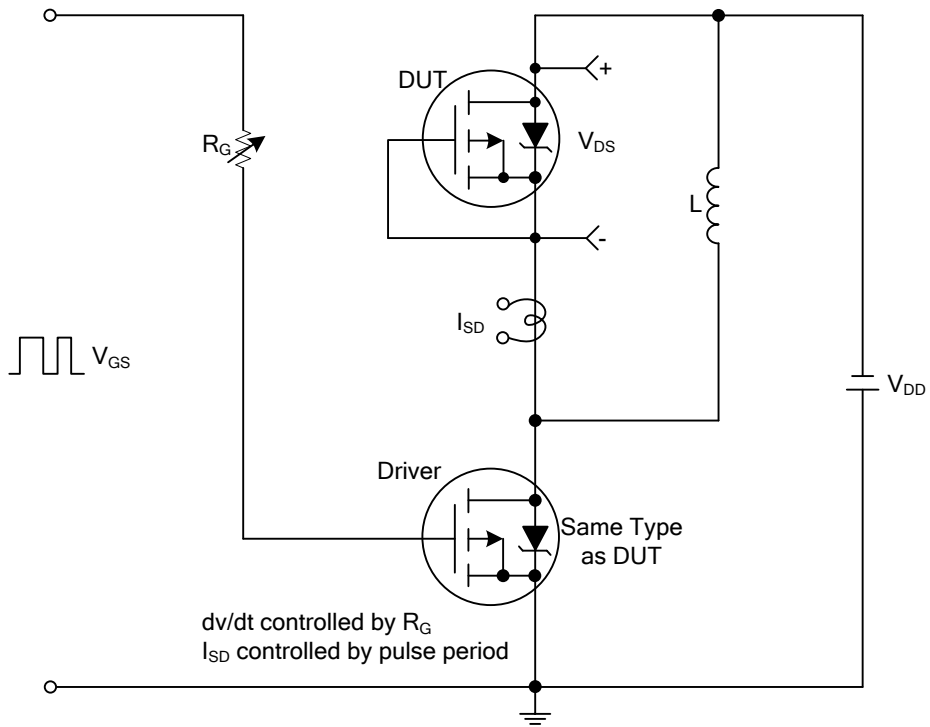 DUT
+
R_G
V_DS
L
-
I_SD
V_GS
V_DD
Driver
Same Type
as DUT
dv/dt controlled by R_G
I_SD controlled by pulse period